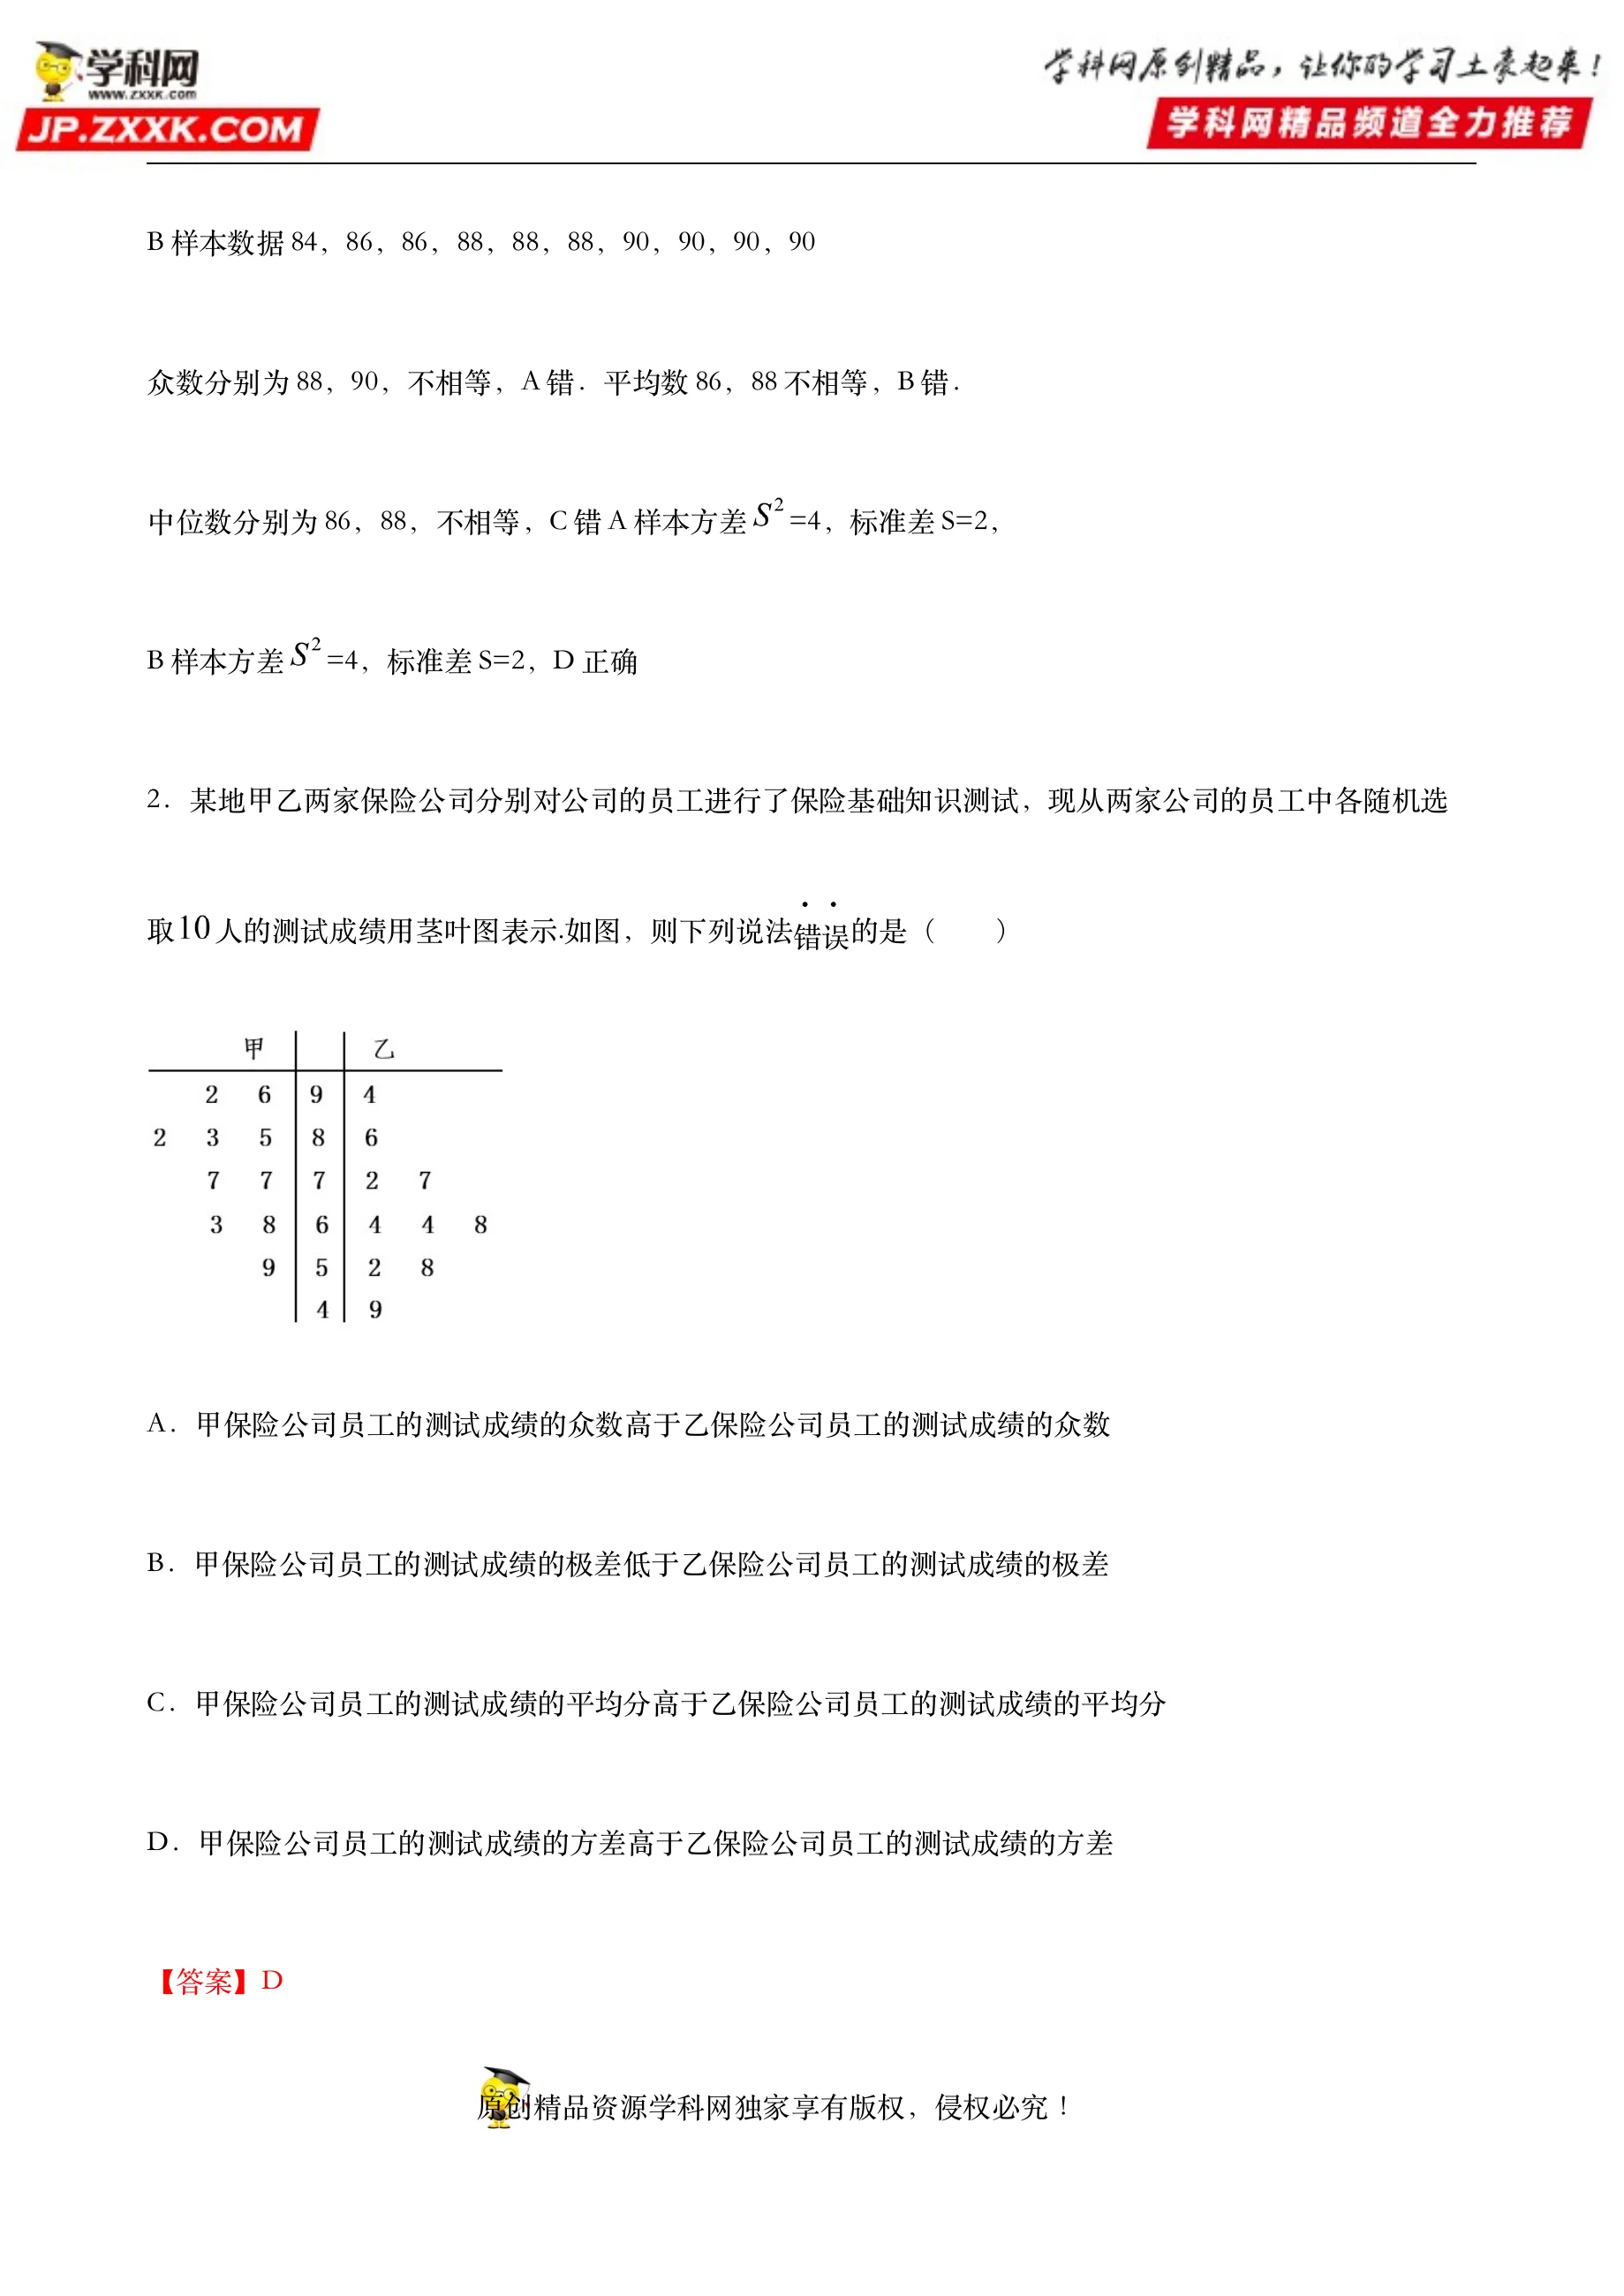 学科网
www.zxxk.com
JP.ZXXK.COM
学科网原创精品，让你的学习土豪起来！
学科网精品频道全力推荐
B 样本数据 84，86，86，88，88，88，90，90，90，90
众数分别为 88，90，不相等，A 错．平均数 86，88 不相等，B 错．
中位数分别为 86，88，不相等，C 错 A 样本方差 S²=4，标准差 S=2，
B 样本方差 S²=4，标准差 S=2，D 正确
2．某地甲乙两家保险公司分别对公司的员工进行了保险基础知识测试，现从两家公司的员工中各随机选
取10人的测试成绩用茎叶图表示.如图，则下列说法错误的是（　　）
甲 乙
2 6 9 4
2 3 5 8 6
7 7 7 2 7
3 8 6 4 4 8
9 5 2 8
4 9
A．甲保险公司员工的测试成绩的众数高于乙保险公司员工的测试成绩的众数
B．甲保险公司员工的测试成绩的极差低于乙保险公司员工的测试成绩的极差
C．甲保险公司员工的测试成绩的平均分高于乙保险公司员工的测试成绩的平均分
D．甲保险公司员工的测试成绩的方差高于乙保险公司员工的测试成绩的方差
【答案】D
原创精品资源学科网独家享有版权，侵权必究！